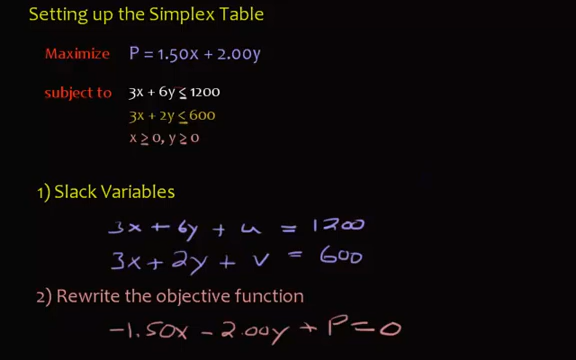 Setting up the Simplex Table
Maximize P = 1.50x + 2.00y
subject to 3x + 6y ≤ 1200
3x + 2y ≤ 600
x ≥ 0, y ≥ 0
1) Slack Variables
3x + 6y + u = 1200
3x + 2y + v = 600
2) Rewrite the objective function
-1.50x - 2.00y + P = 0